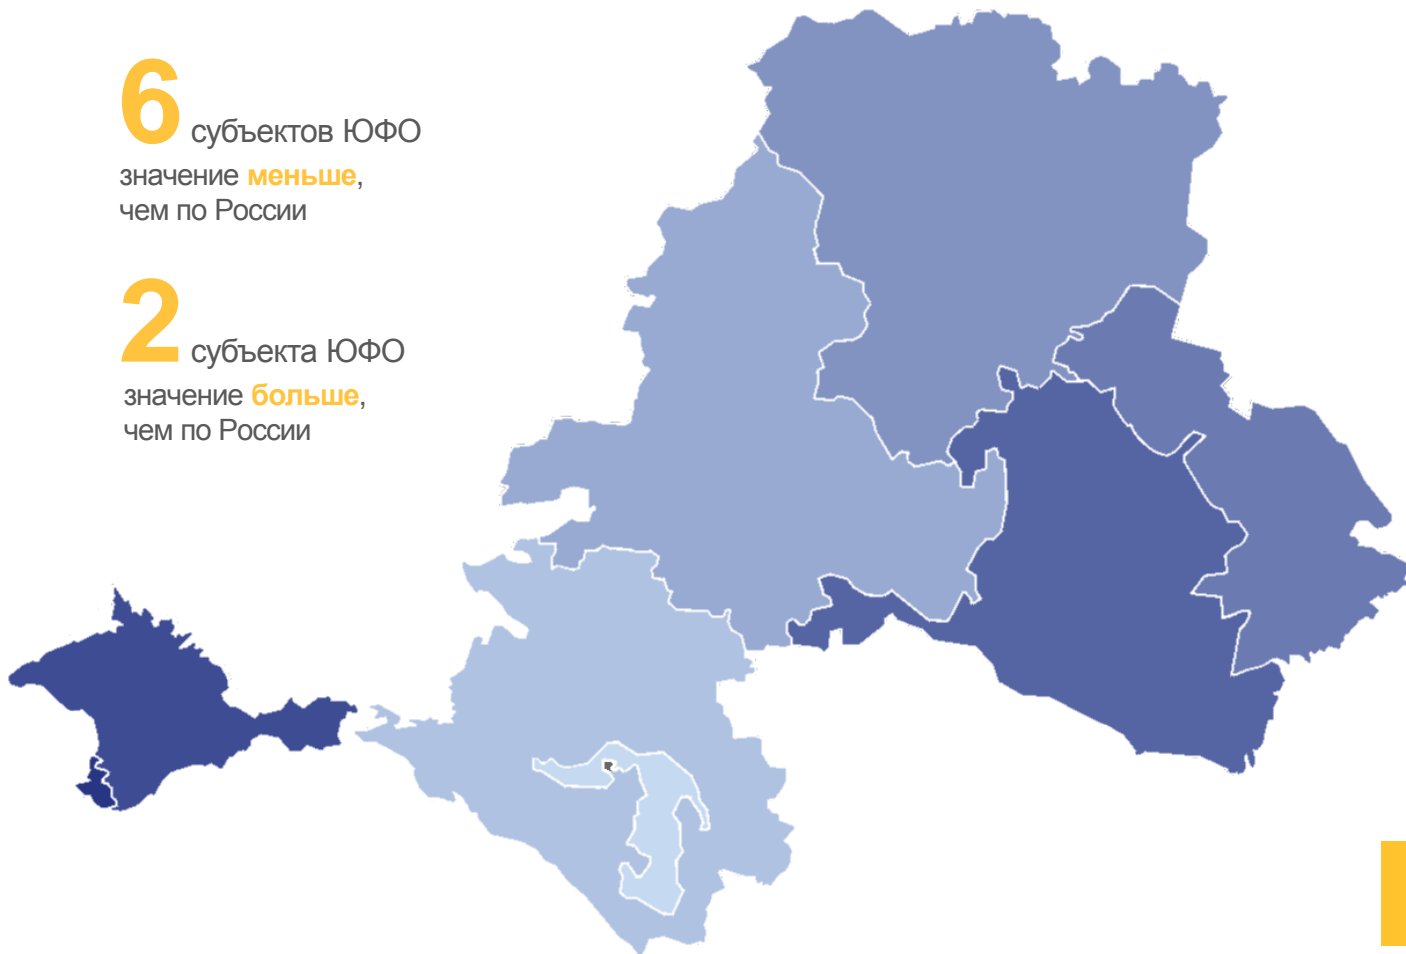 6 субъектов ЮФО
значение меньше,
чем по России
2 субъекта ЮФО
значение больше,
чем по России